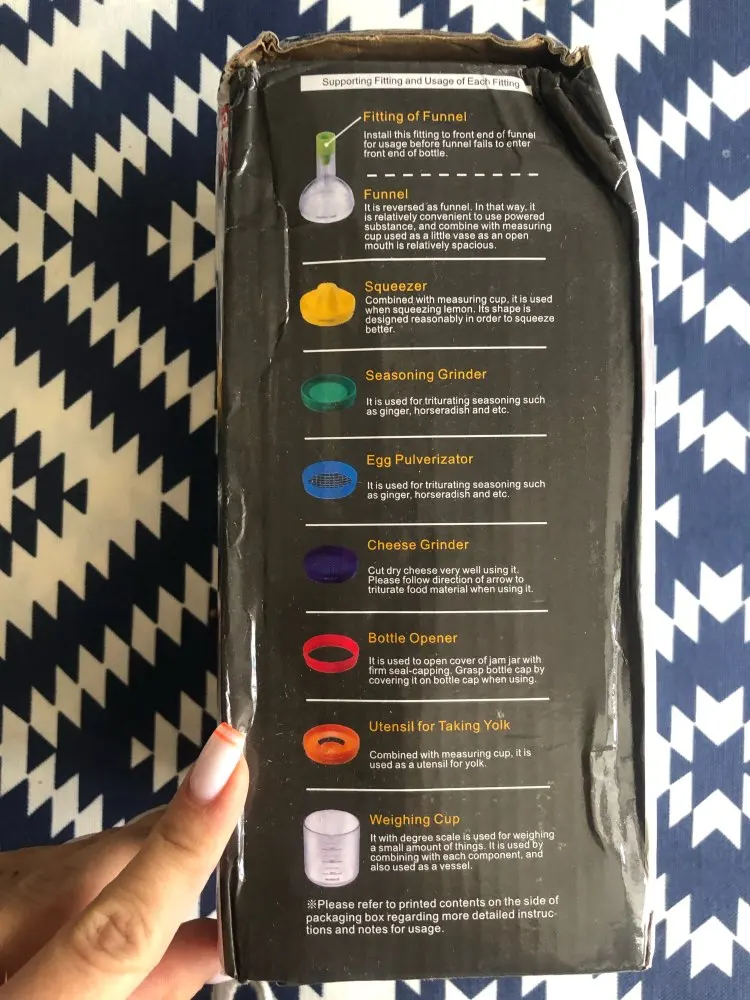 Supporting Fitting and Usage of Each Fitting
Fitting of Funnel
Install this fitting to front end of funnel
for usage before funnel fails to enter
front end of bottle.
Funnel
It is reversed as funnel. In that way, it
is relatively convenient to use powered
substance, and combine with measuring
cup used as a little vase as an open
mouth is relatively spacious.
Squeezer
Combined with measuring cup, it is used
when squeezing lemon. Its shape is
designed reasonably in order to squeeze
better.
Seasoning Grinder
It is used for triturating seasoning such
as ginger, horseradish and etc.
Egg Pulverizator
It is used for triturating seasoning such
as ginger, horseradish and etc.
Cheese Grinder
Cut dry cheese very well using it.
Please follow direction of arrow to
triturate food material when using it.
Bottle Opener
It is used to open cover of jam jar with
firm seal-capping. Grasp bottle cap by
covering it on bottle cap when using.
Utensil for Taking Yolk
Combined with measuring cup, it is
used as a utensil for yolk.
Weighing Cup
It with degree scale is used for weighing
a small amount of things. It is used by
combining with each component, and
also used as a vessel.
※Please refer to printed contents on the side of
packaging box regarding more detailed instruc-
tions and notes for usage.